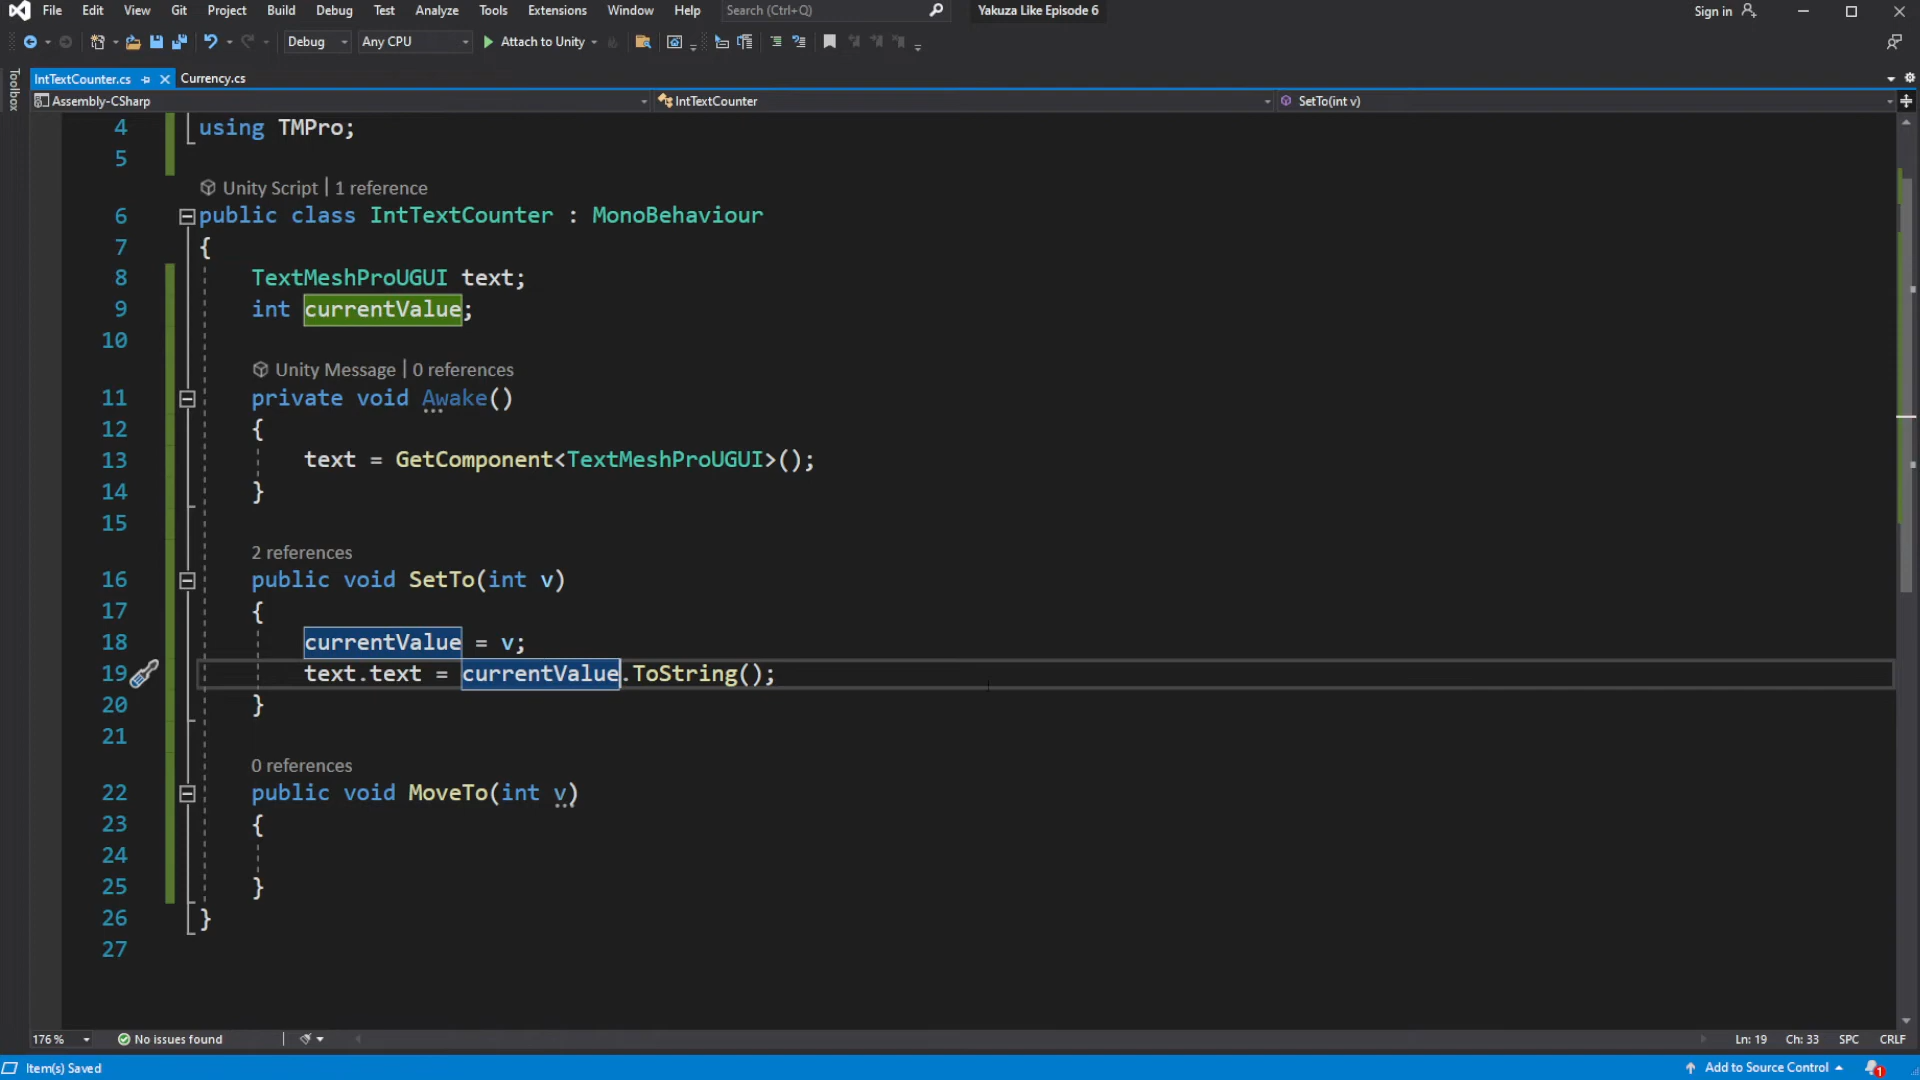 File Edit View Git Project Build Debug Test Analyze Tools Extensions Window Help Search (Ctrl+Q) Yakuza Like Episode 6 Sign in
Debug Any CPU Attach to Unity
Toolbox
IntTextCounter.cs Currency.cs
Assembly-CSharp IntTextCounter SetTo(int v)
4 using TMPro;
5
Unity Script | 1 reference
6 public class IntTextCounter : MonoBehaviour
7 {
8 TextMeshProUGUI text;
9 int currentValue;
10
Unity Message | 0 references
11 private void Awake()
12 {
13 text = GetComponent<TextMeshProUGUI>();
14 }
15
2 references
16 public void SetTo(int v)
17 {
18 currentValue = v;
19 text.text = currentValue.ToString();
20 }
21
0 references
22 public void MoveTo(int v)
23 {
24
25 }
26 }
27
176 % No issues found Ln: 19 Ch: 33 SPC CRLF
Item(s) Saved Add to Source Control 1